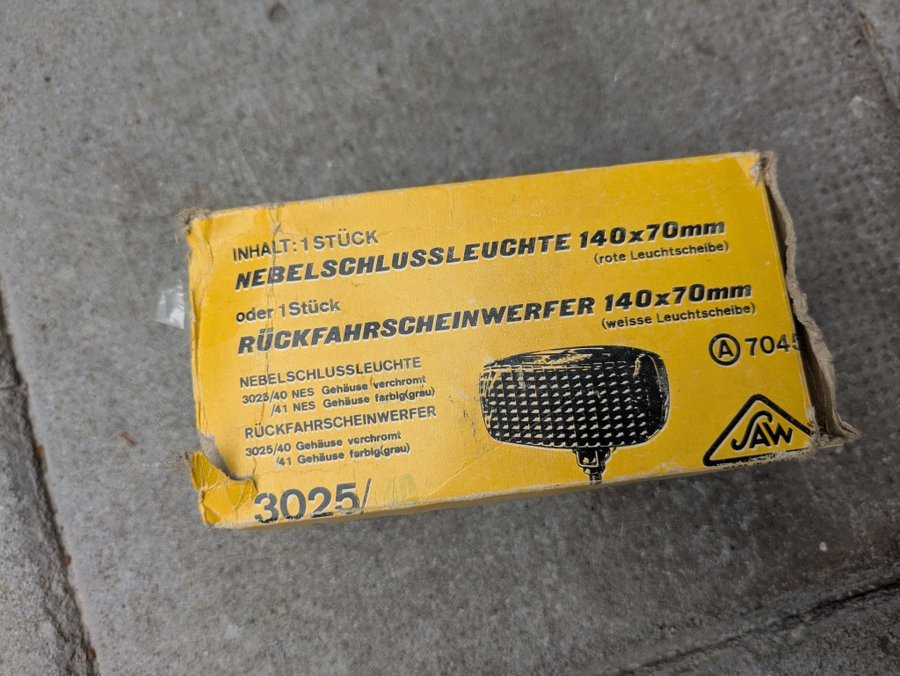 INHALT: 1 STÜCK
NEBELSCHLUSSLEUCHTE 140x70mm
(rote Leuchtscheibe)
oder 1 Stück
RÜCKFAHRSCHEINWERFER 140x70mm
(weisse Leuchtscheibe)
NEBELSCHLUSSLEUCHTE
3025/40 NES Gehäuse verchromt
/41 NES Gehäuse farbig(grau)
RÜCKFAHRSCHEINWERFER
3025/40 Gehäuse verchromt
/41 Gehäuse farbig(grau)
A 7045
SAW
3025/